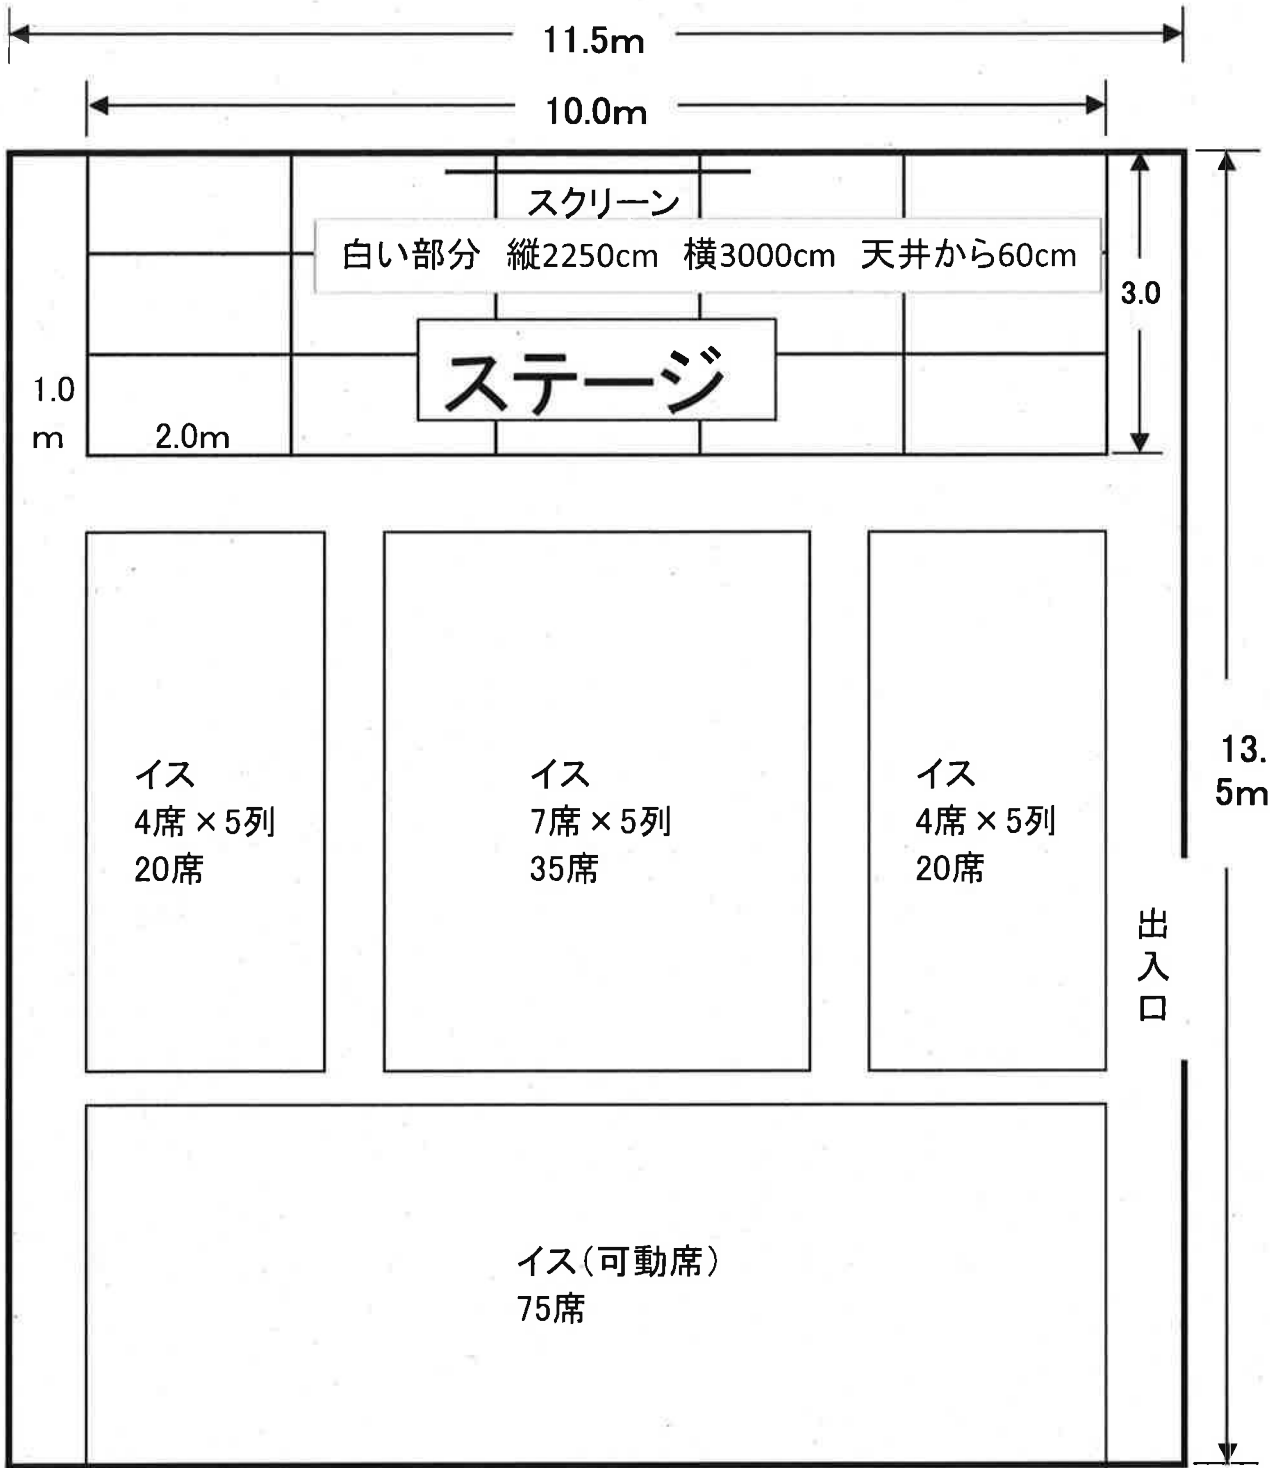 11.5m
10.0m
スクリーン
白い部分 縦2250cm 横3000cm 天井から60cm
3.0
ステージ
1.0
m
2.0m
13.
5m
イス
4席×5列
20席
イス
7席×5列
35席
イス
4席×5列
20席
出
入
口
イス(可動席)
75席